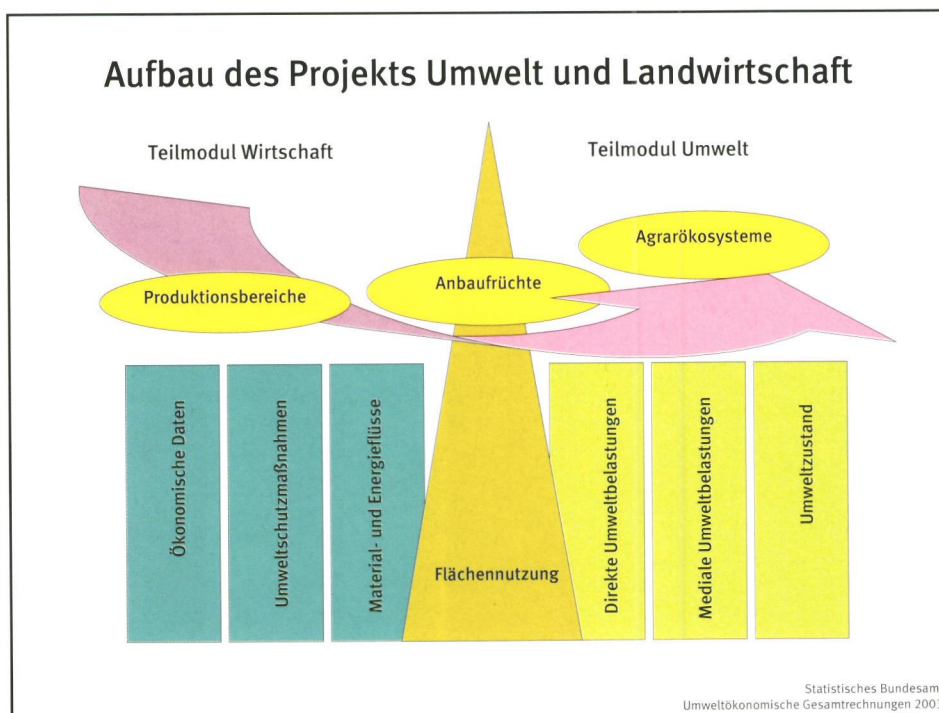 Aufbau des Projekts Umwelt und Landwirtschaft
Teilmodul Wirtschaft
Teilmodul Umwelt
Agrarökosysteme
Anbaufrüchte
Produktionsbereiche
Ökonomische Daten
Umweltschutzmaßnahmen
Material- und Energieflüsse
Flächennutzung
Direkte Umweltbelastungen
Mediale Umweltbelastungen
Umweltzustand
Statistisches Bundesam
Umweltökonomische Gesamtrechnungen 2003